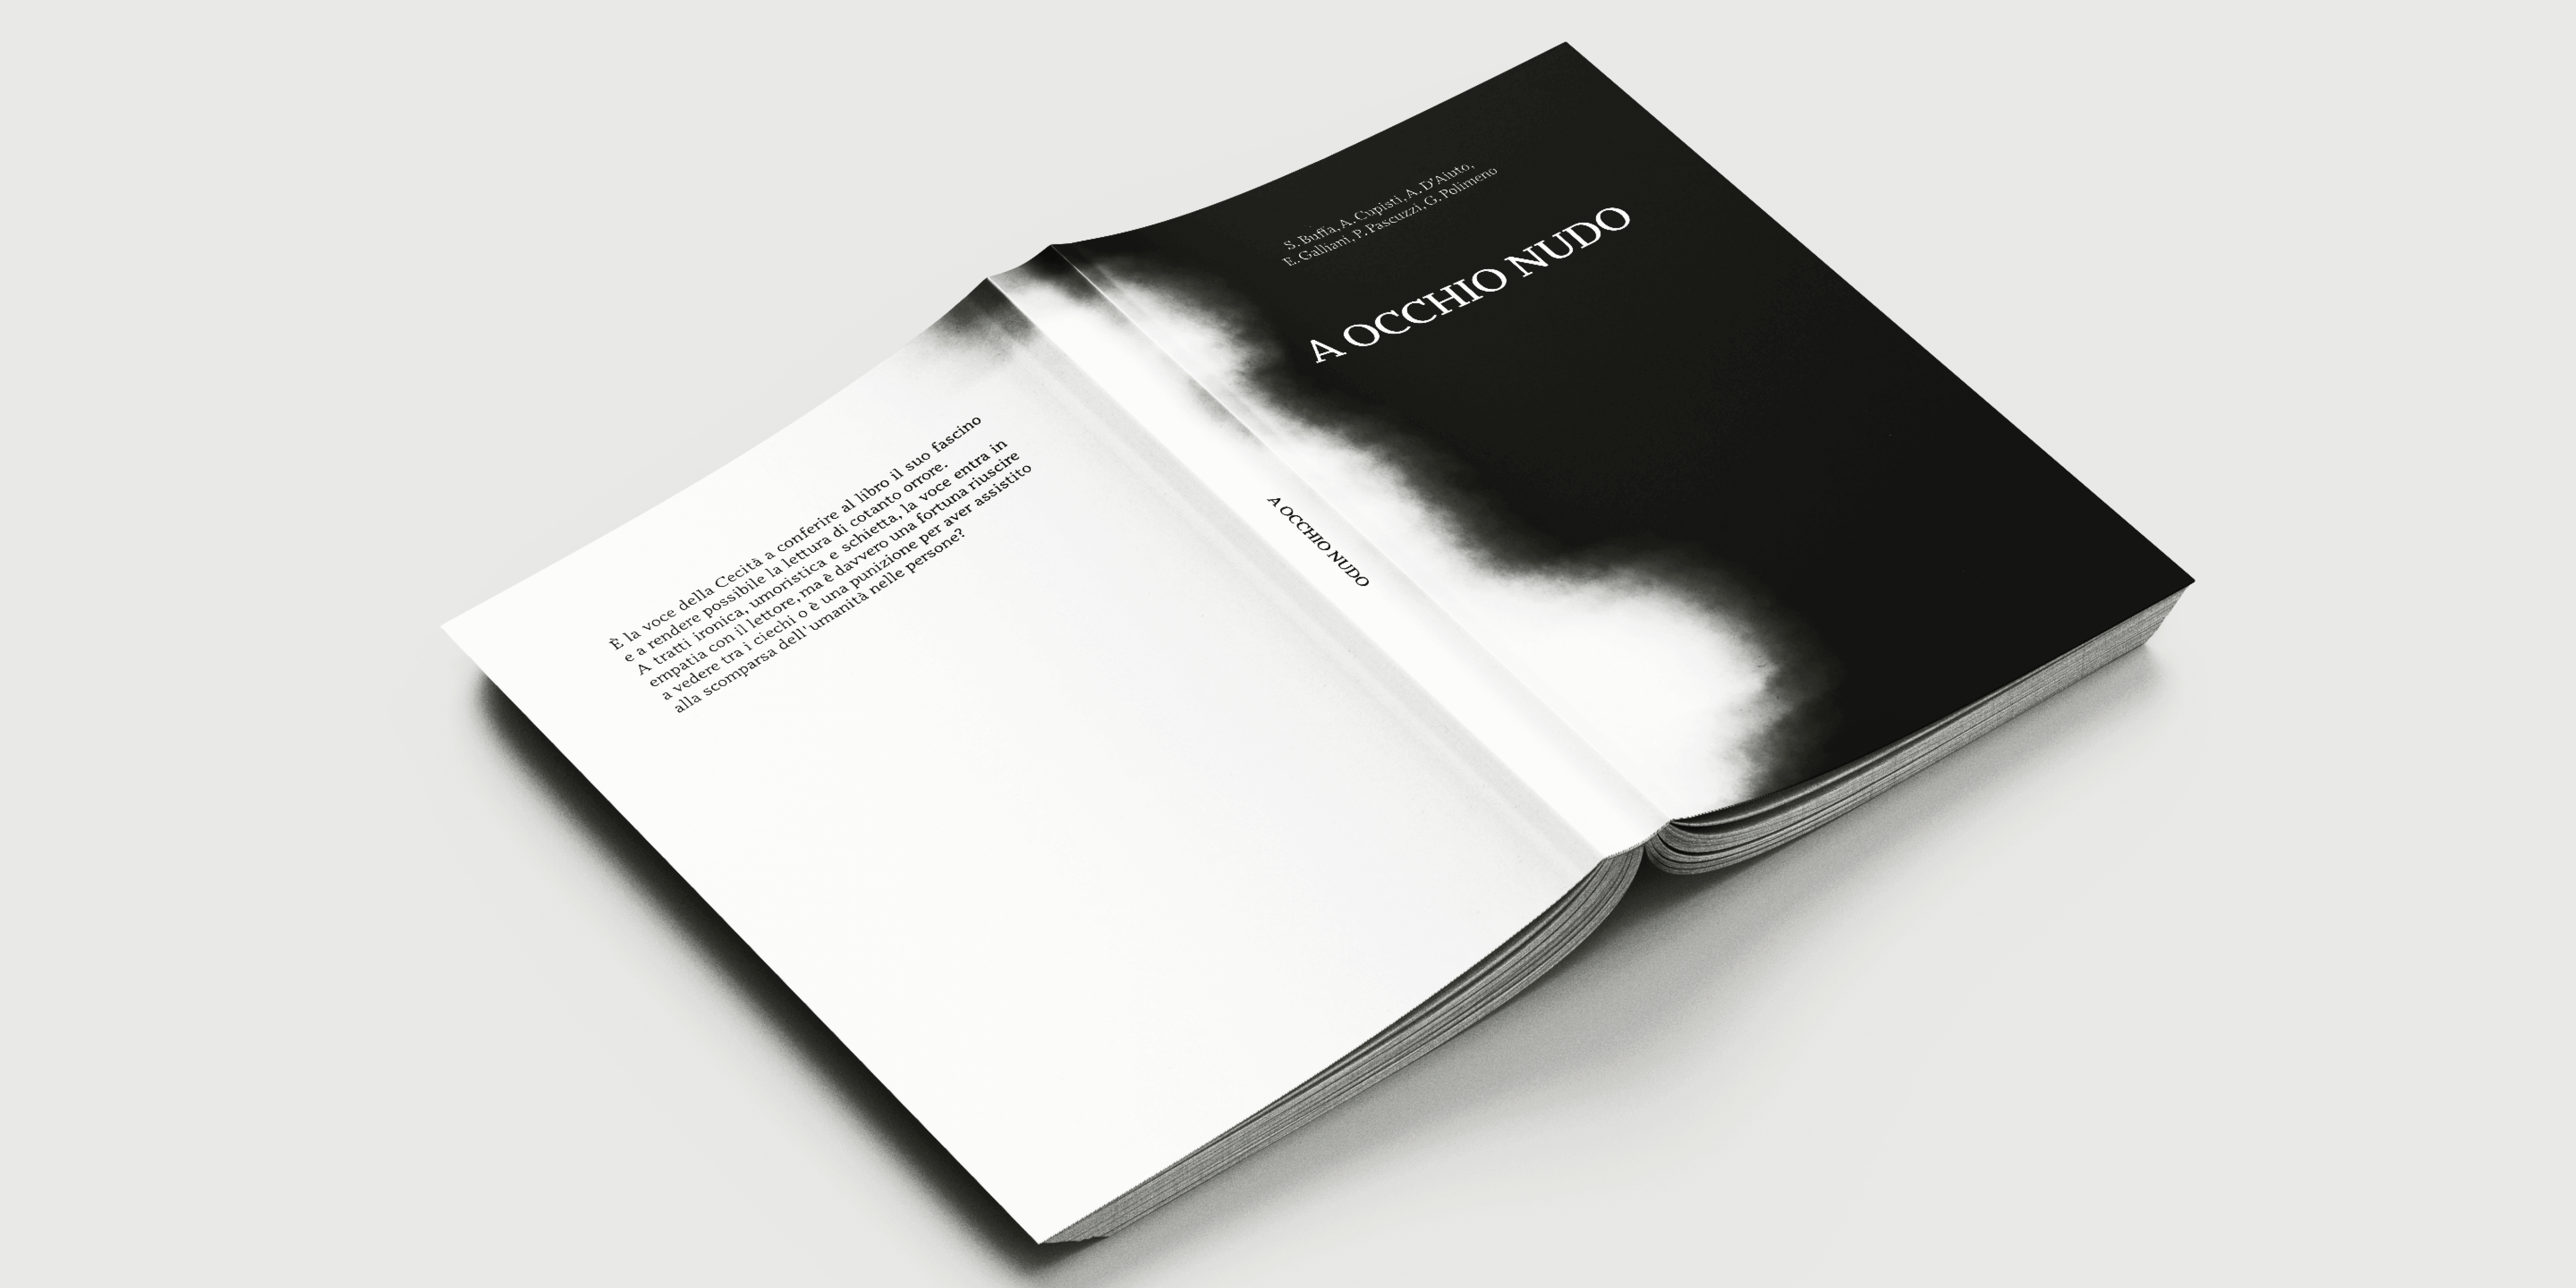 S. Buffa, A. Cupisti, A. D'Aiuto,
E. Galliani, P. Pascuzzi, G. Polimeno
A OCCHIO NUDO
A OCCHIO NUDO
È la voce della Cecità a conferire al libro il suo fascino
e a rendere possibile la lettura di cotanto orrore.
A tratti ironica, umoristica e schietta, la voce entra in
empatia con il lettore, ma è davvero una fortuna riuscire
a vedere tra i ciechi o è una punizione per aver assistito
alla scomparsa dell'umanità nelle persone?